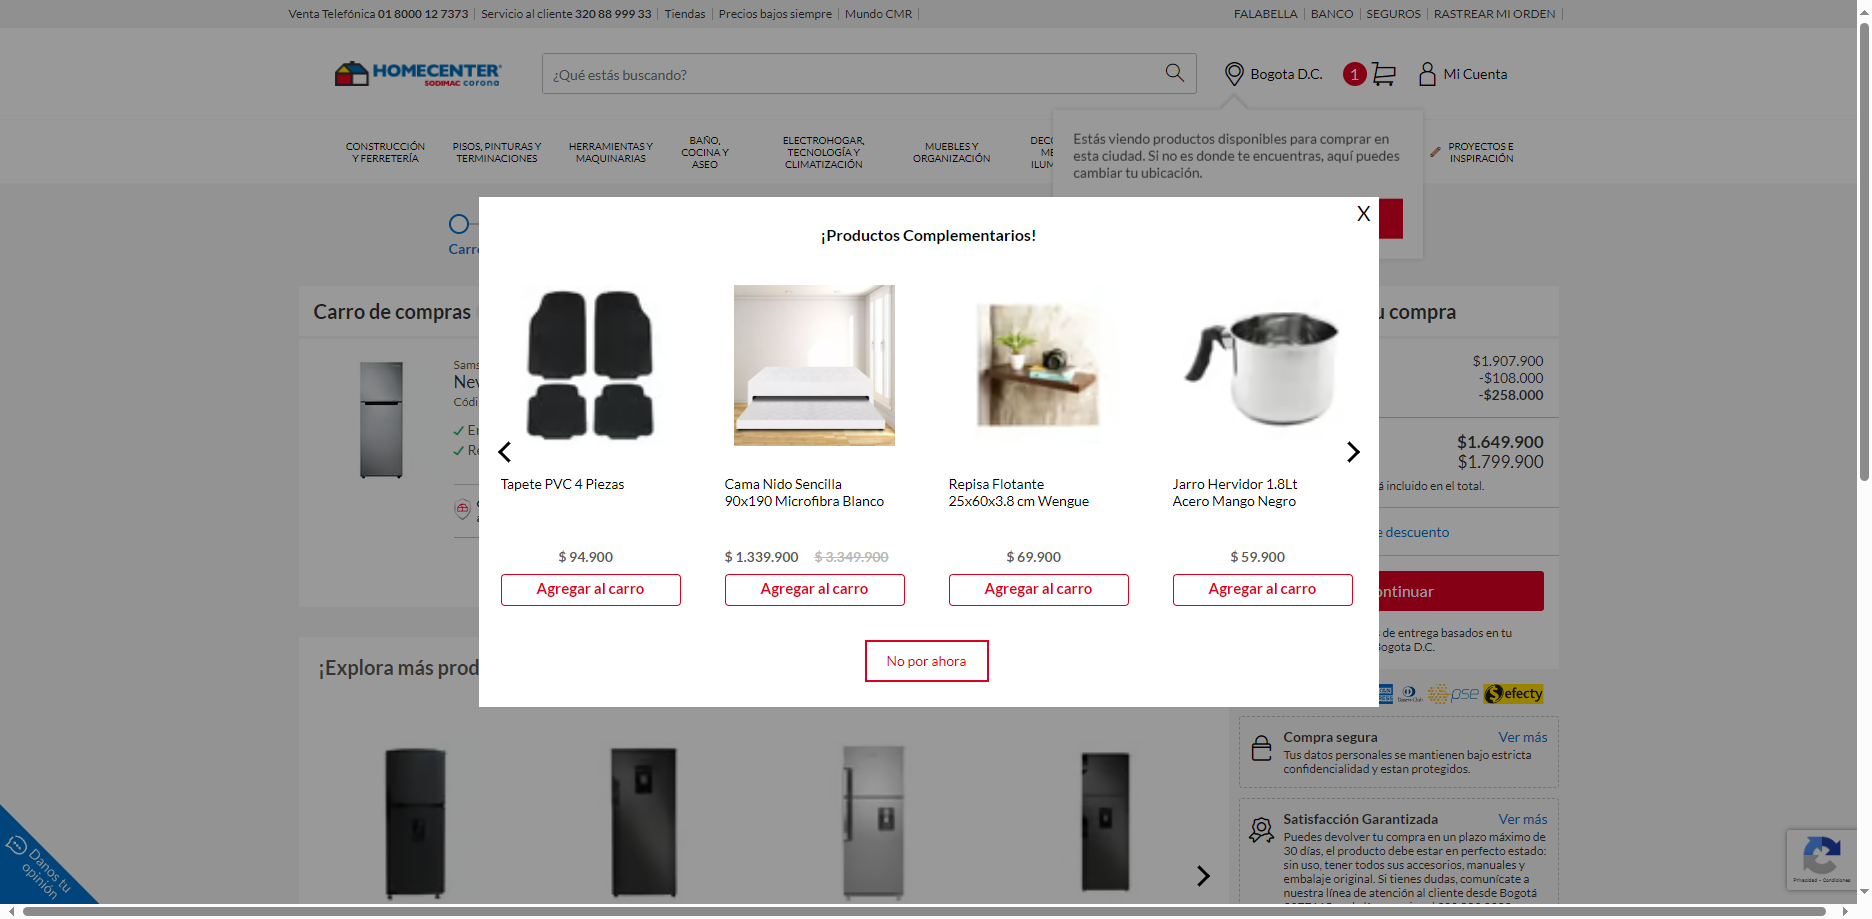 Venta Telefónica 01 8000 12 7373
Servicio al cliente 320 88 999 33
Tiendas
Precios bajos siempre
Mundo CMR
FALABELLA
BANCO
SEGUROS
RASTREAR MI ORDEN
HOMECENTER
SODIMAC corona
¿Qué estás buscando?
Bogota D.C.
1
Mi Cuenta
CONSTRUCCIÓN
Y FERRETERÍA
PISOS, PINTURAS Y
TERMINACIONES
HERRAMIENTAS Y
MAQUINARIAS
BAÑO,
COCINA Y
ASEO
ELECTROHOGAR,
TECNOLOGÍA Y
CLIMATIZACIÓN
MUEBLES Y
ORGANIZACIÓN
PROYECTOS E
INSPIRACIÓN
Estás viendo productos disponibles para comprar en
esta ciudad. Si no es donde te encuentras, aquí puedes
cambiar tu ubicación.
X
¡Productos Complementarios!
Tapete PVC 4 Piezas
$ 94.900
Agregar al carro
Cama Nido Sencilla
90x190 Microfibra Blanco
$ 1.339.900 $ 3.349.900
Agregar al carro
Repisa Flotante
25x60x3.8 cm Wengue
$ 69.900
Agregar al carro
Jarro Hervidor 1.8Lt
Acero Mango Negro
$ 59.900
Agregar al carro
No por ahora
Carro de compras
u compra
$1.907.900
-$108.000
-$258.000
$1.649.900
$1.799.900
á incluido en el total.
e descuento
ontinuar
s de entrega basados en tu
Bogota D.C.
pse
efecty
¡Explora más prod
Compra segura
Ver más
Tus datos personales se mantienen bajo estricta
confidencialidad y estan protegidos.
Satisfacción Garantizada
Ver más
Puedes devolver tu compra en un plazo máximo de
30 días, el producto debe estar en perfecto estado:
sin uso, tener todos sus accesorios, manuales y
embalaje original. Si tienes dudas, comunícate a
nuestra línea de atención al cliente desde Bogotá
Danos tu
opinión
Privacidad - Condiciones